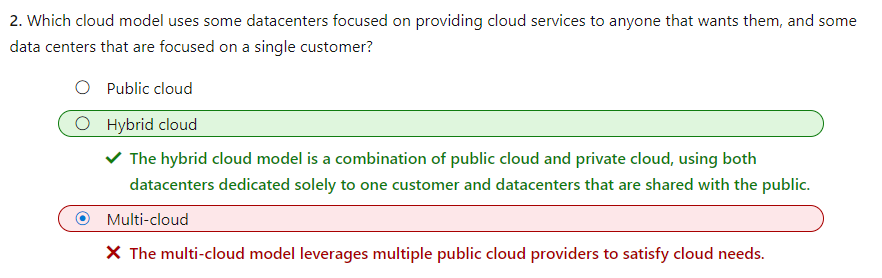 2. Which cloud model uses some datacenters focused on providing cloud services to anyone that wants them, and some
data centers that are focused on a single customer?
Public cloud
Hybrid cloud
The hybrid cloud model is a combination of public cloud and private cloud, using both
datacenters dedicated solely to one customer and datacenters that are shared with the public.
Multi-cloud
The multi-cloud model leverages multiple public cloud providers to satisfy cloud needs.